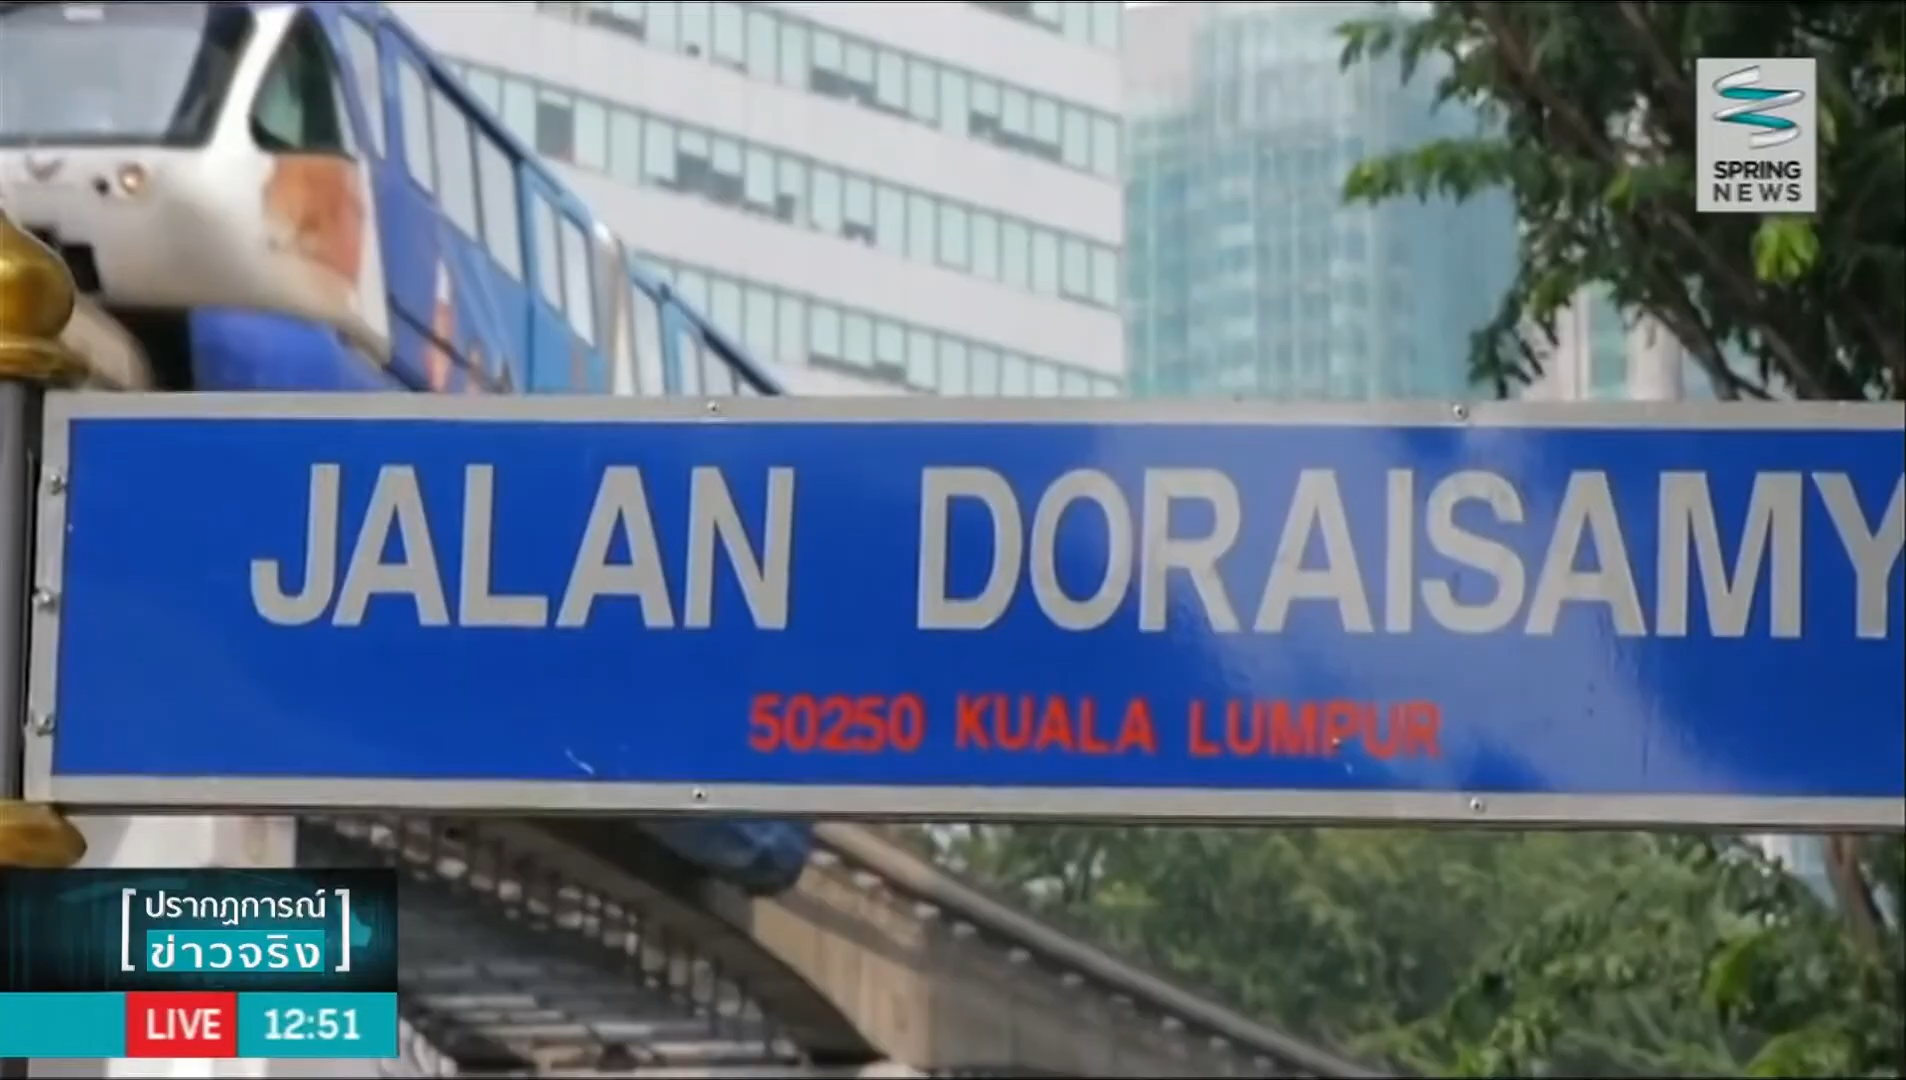 SPRING
NEWS
JALAN DORAISAMY
50250 KUALA LUMPUR
ปรากฏการณ์
ข่าวจริง
LIVE 12:51